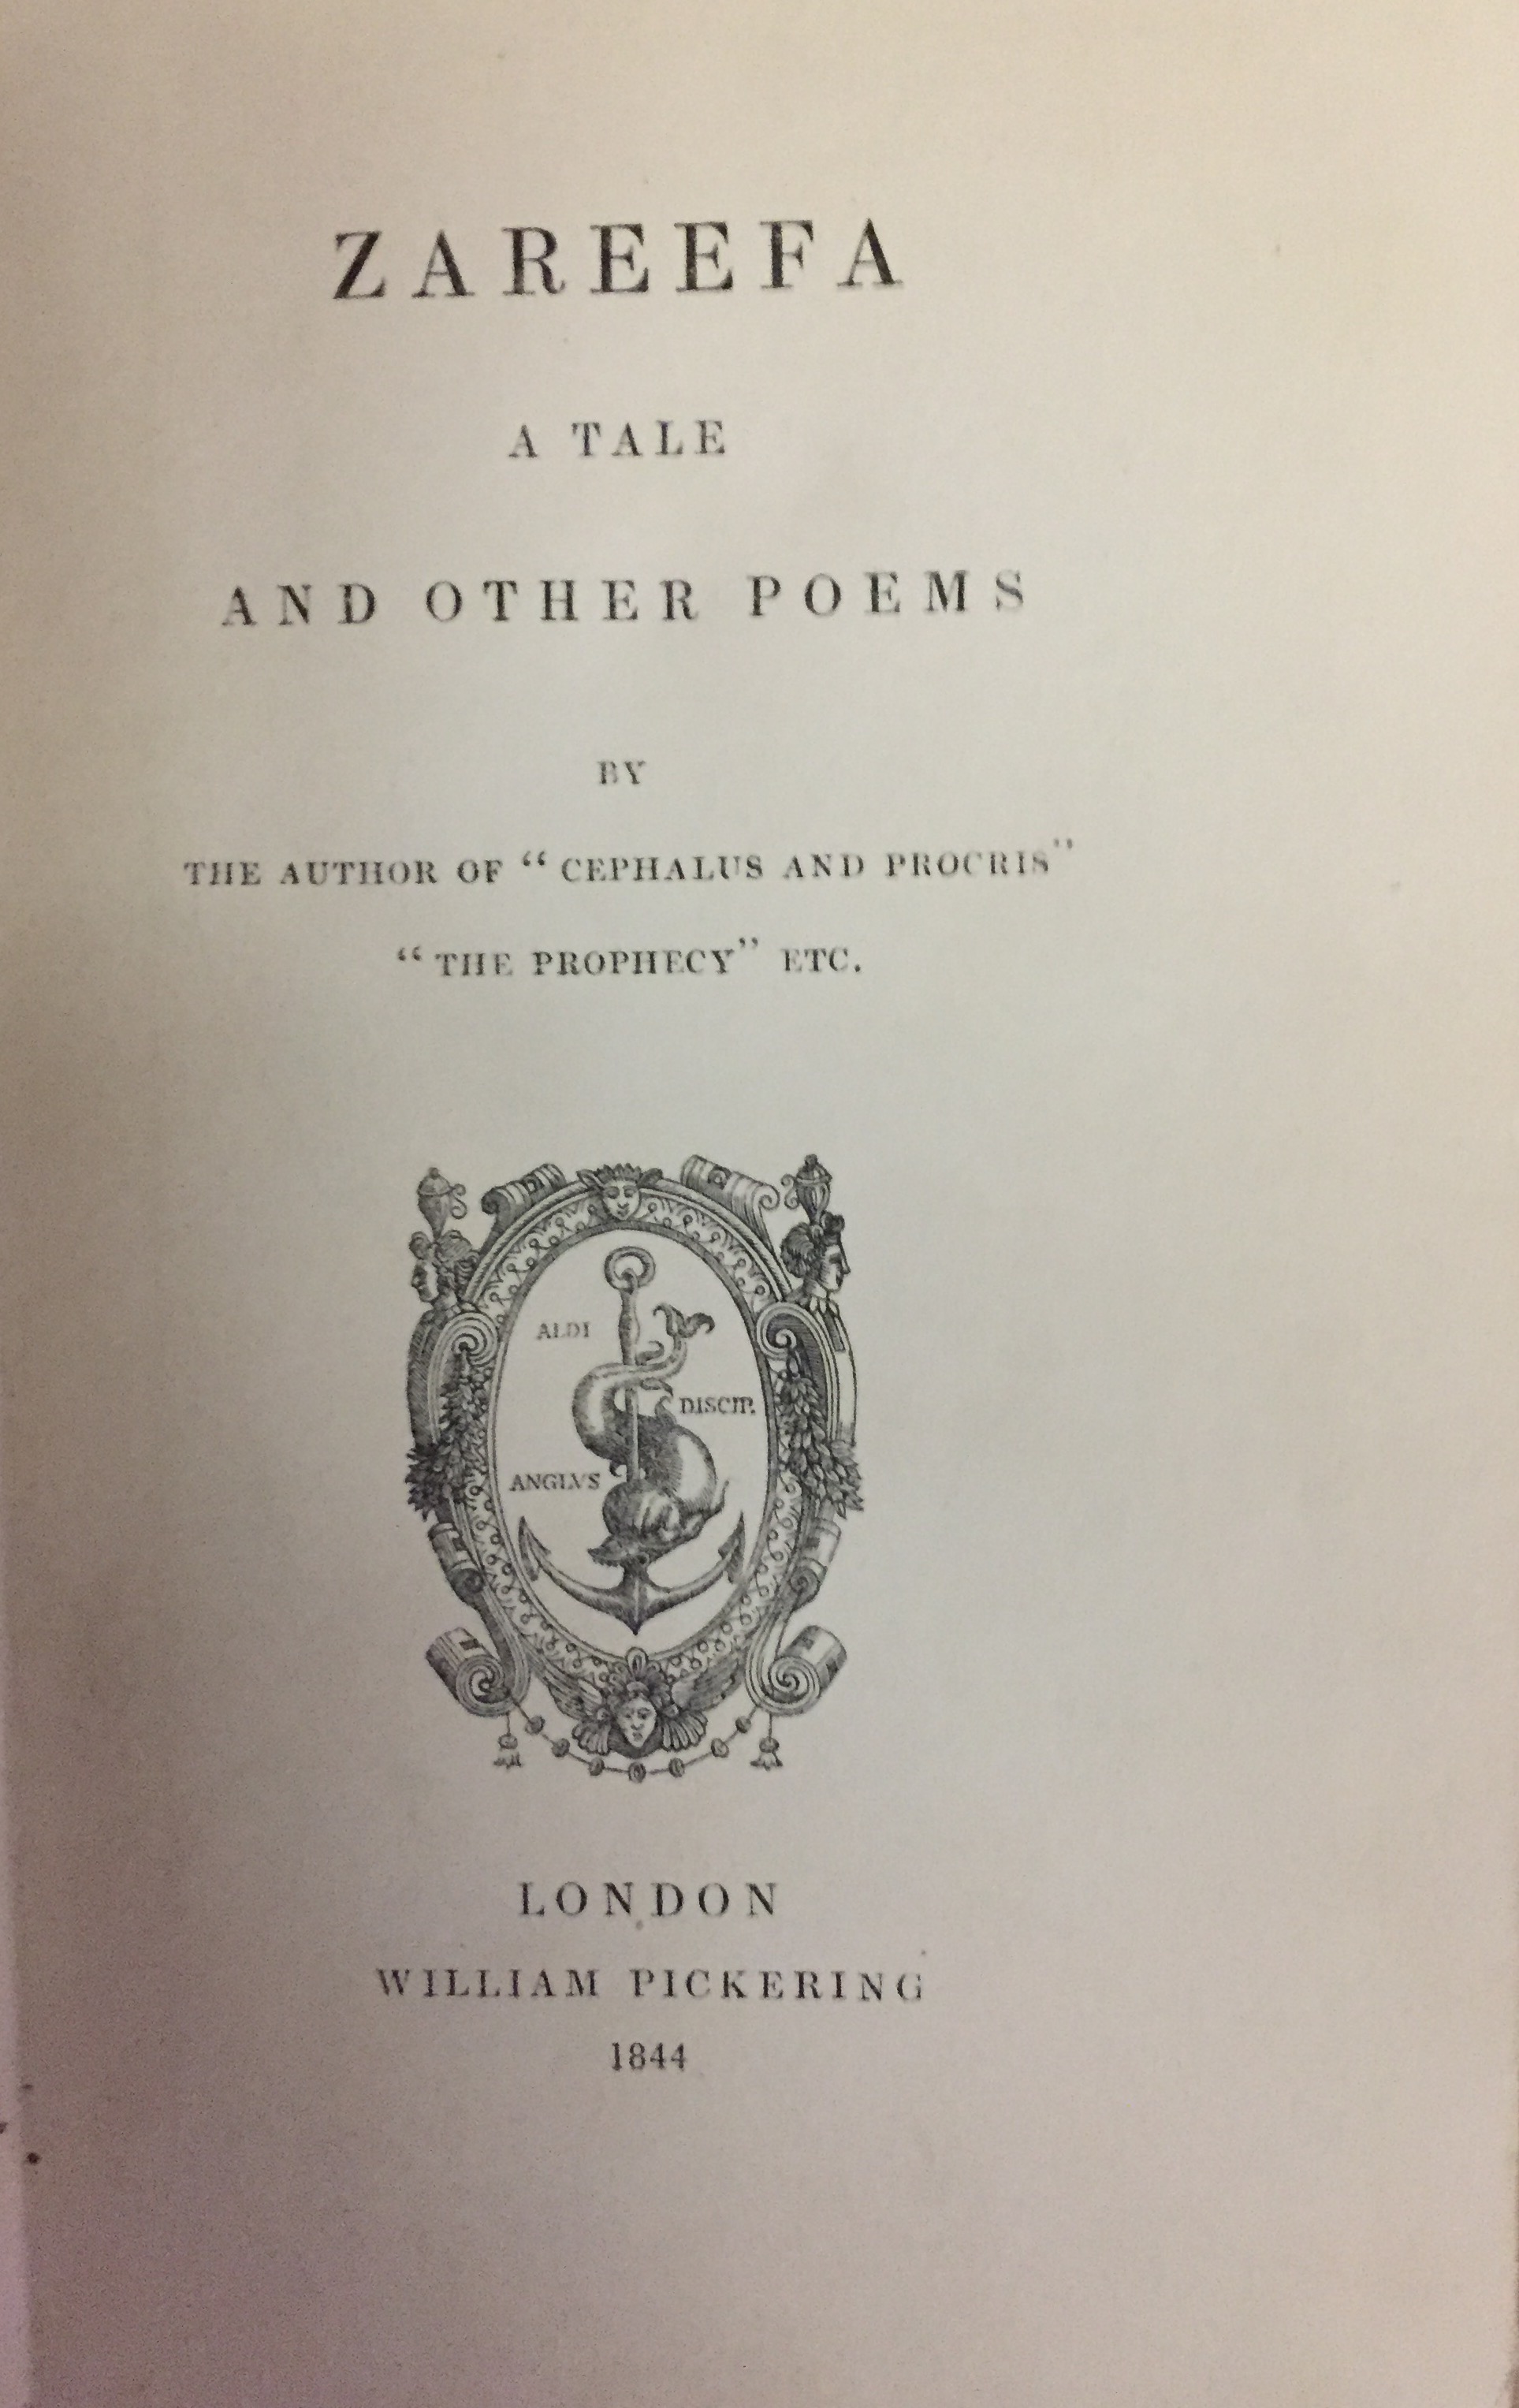 ZAREEFA
A TALE
AND OTHER POEMS
BY
THE AUTHOR OF “CEPHALUS AND PROCRIS”
“THE PROPHECY” ETC.
ALDI
DISCIP.
ANGLVS
LONDON
WILLIAM PICKERING
1844